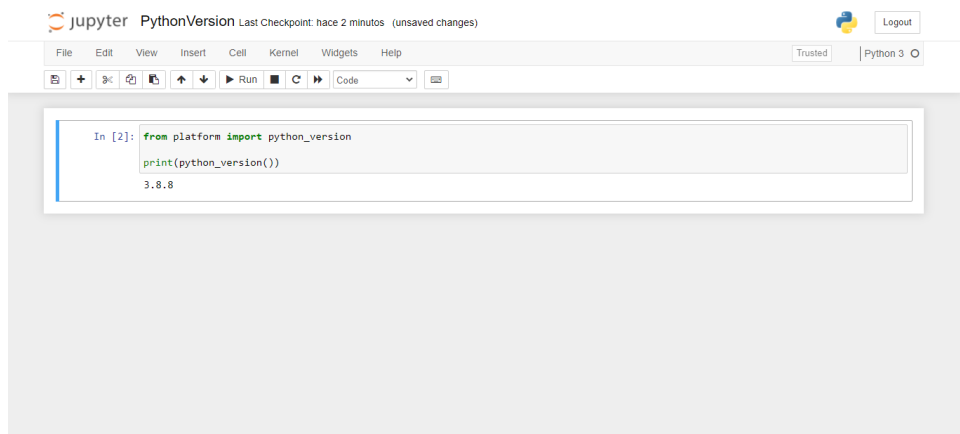 jupyter PythonVersion Last Checkpoint: hace 2 minutos (unsaved changes) Logout
File Edit View Insert Cell Kernel Widgets Help Trusted Python 3
Run Code
In [2]: from platform import python_version
print(python_version())
3.8.8